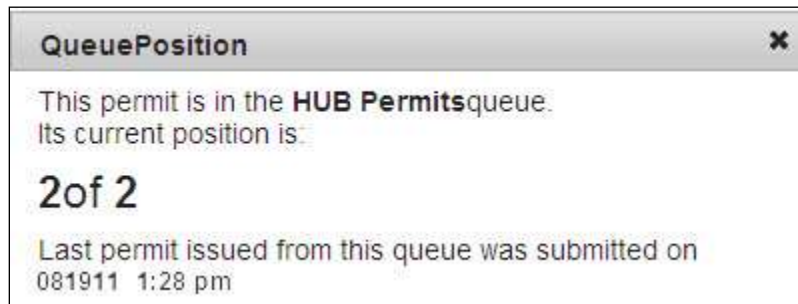 QueuePosition
This permit is in the HUB Permitsqueue.
Its current position is:
2of 2
Last permit issued from this queue was submitted on
081911 1:28 pm